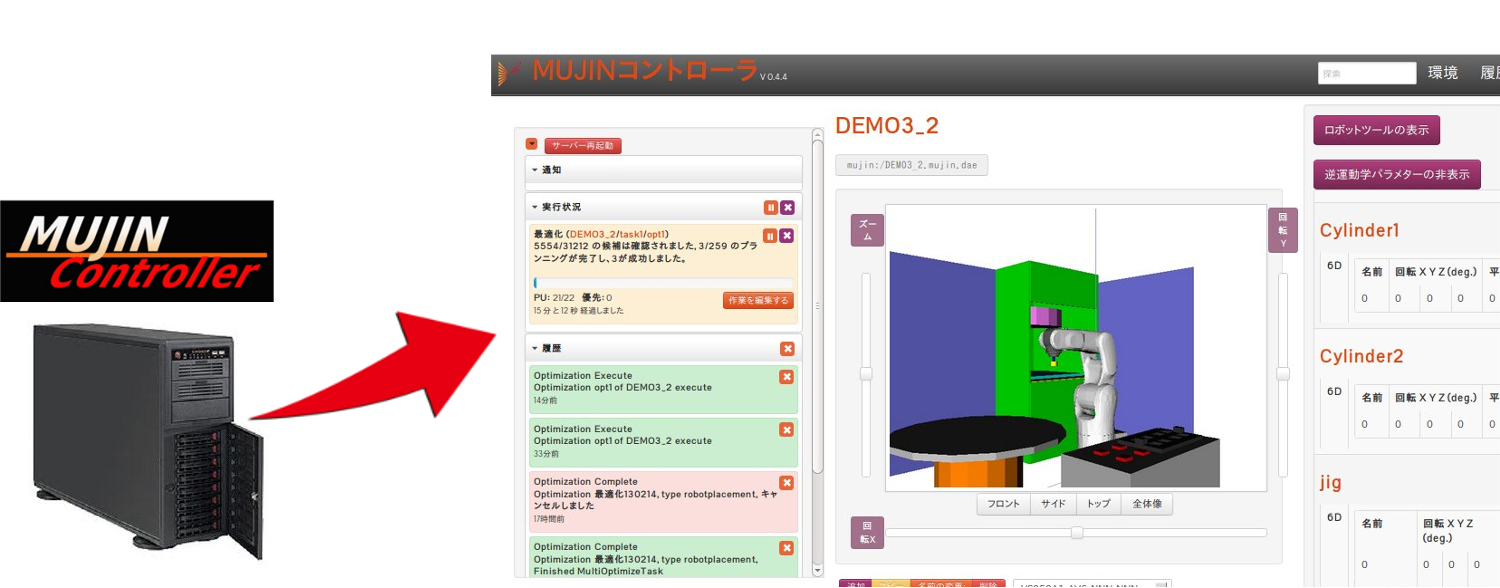 MUJIN
Controller
MUJINコントローラ V 0.4.4
探索
環境
サーバー再起動
通知
実行状況
最適化 (DEMO3_2/task1/opt1)
5554/31212 の候補は確認されました, 3/259 のプラ
ンニングが完了し、3が成功しました。
PU: 21/22 優先: 0
15分と12秒 経過しました
作業を編集する
履歴
Optimization Execute
Optimization opt1 of DEMO3_2 execute
14分前
Optimization Execute
Optimization opt1 of DEMO3_2 execute
33分前
Optimization Complete
Optimization 最適化130214, type robotplacement, キャ
ンセルしました
17時間前
Optimization Complete
Optimization 最適化130214, type robotplacement,
Finished MultiOptimizeTask
DEMO3_2
mujin:/DEMO3_2.mujin.dae
ズー
ム
回
転
Y
フロント サイド トップ 全体像
回
転X
追加 コピー 名前の変更: 削除
ロボットツールの表示
逆運動学パラメターの非表示
Cylinder1
6D 名前 回転 X Y Z (deg.) 平
0 0 0 0 0
Cylinder2
6D 名前 回転 X Y Z (deg.) 平
0 0 0 0 0
jig
6D 名前 回転 X Y Z
(deg.)
0 0 0 0